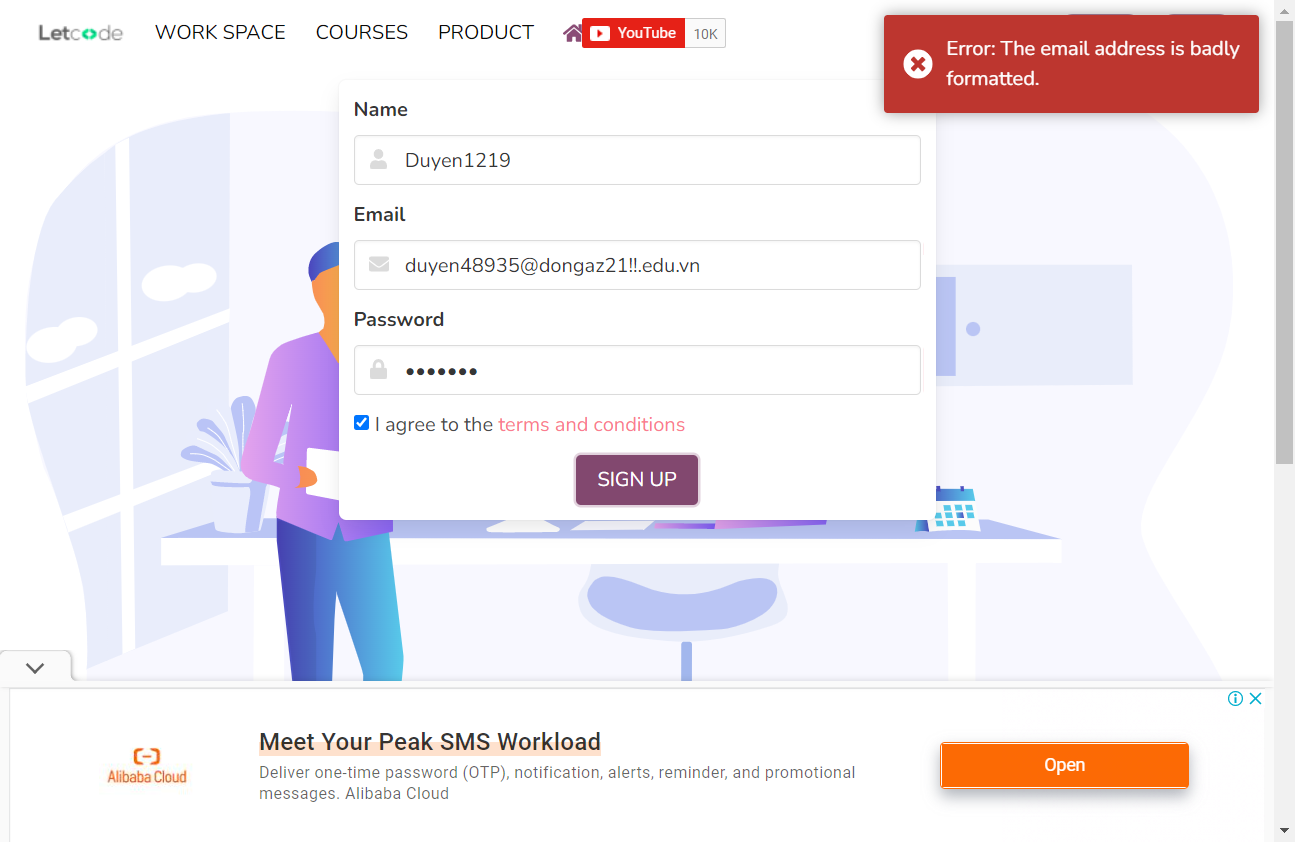 Letcode
WORK SPACE COURSES PRODUCT YouTube 10K
Error: The email address is badly
formatted.
Name
Duyen1219
Email
duyen48935@dongaz21!!.edu.vn
Password
•••••••
I agree to the terms and conditions
SIGN UP
Meet Your Peak SMS Workload
Deliver one-time password (OTP), notification, alerts, reminder, and promotional
messages. Alibaba Cloud
Alibaba Cloud
Open